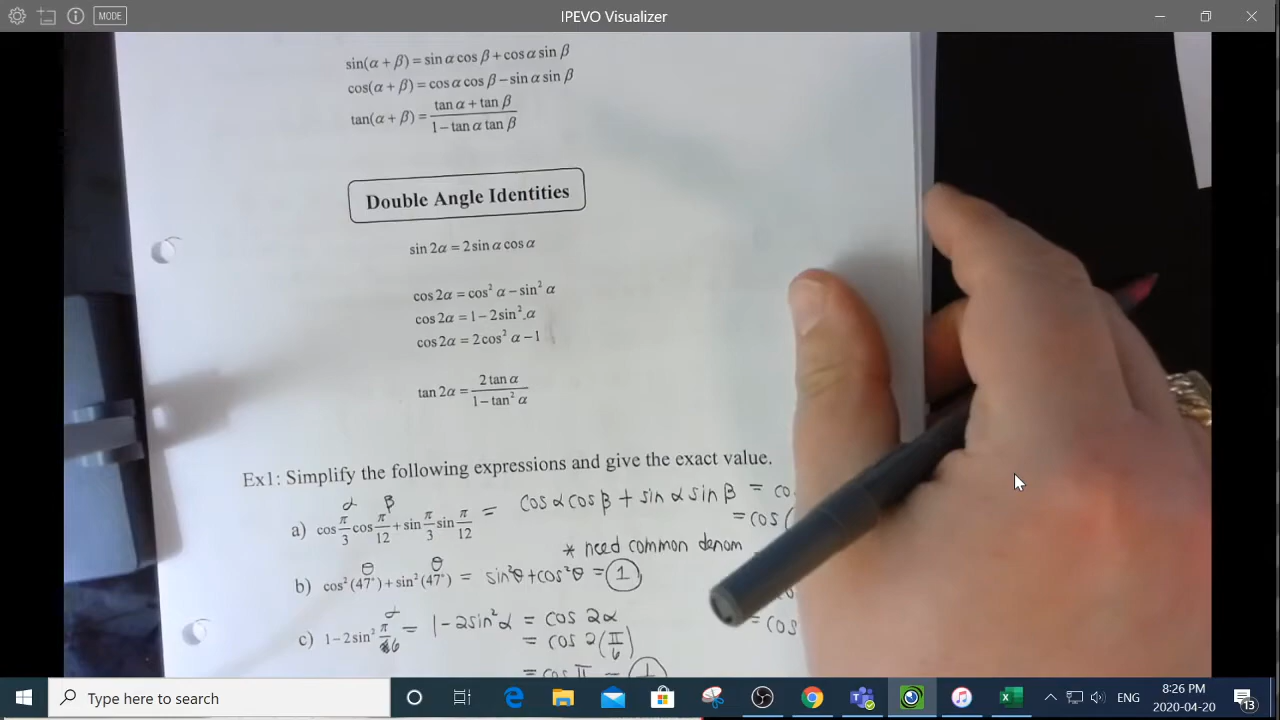 IPEVO Visualizer
MODE
sin(α + β) = sin α cos β + cos α sin β
cos(α + β) = cos α cos β − sin α sin β
tan(α + β) = (tan α + tan β) / (1 − tan α tan β)
Double Angle Identities
sin 2α = 2 sin α cos α
cos 2α = cos² α − sin² α
cos 2α = 1 − 2sin² α
cos 2α = 2cos² α − 1
tan 2α = (2 tan α) / (1 − tan² α)
Ex1: Simplify the following expressions and give the exact value.
α β
a) cos π/3 cos π/12 + sin π/3 sin π/12 = cos α cos β + sin α sin β = co
= cos(
* need common denom
θ θ
b) cos² (47°) + sin² (47°) = sin²θ + cos²θ = 1
α
c) 1 − 2sin² π/6 = 1 − 2sin²α = cos 2α
= cos 2(π/6)
= cos
= cos π
Type here to search
ENG
8:26 PM
2020-04-20
13